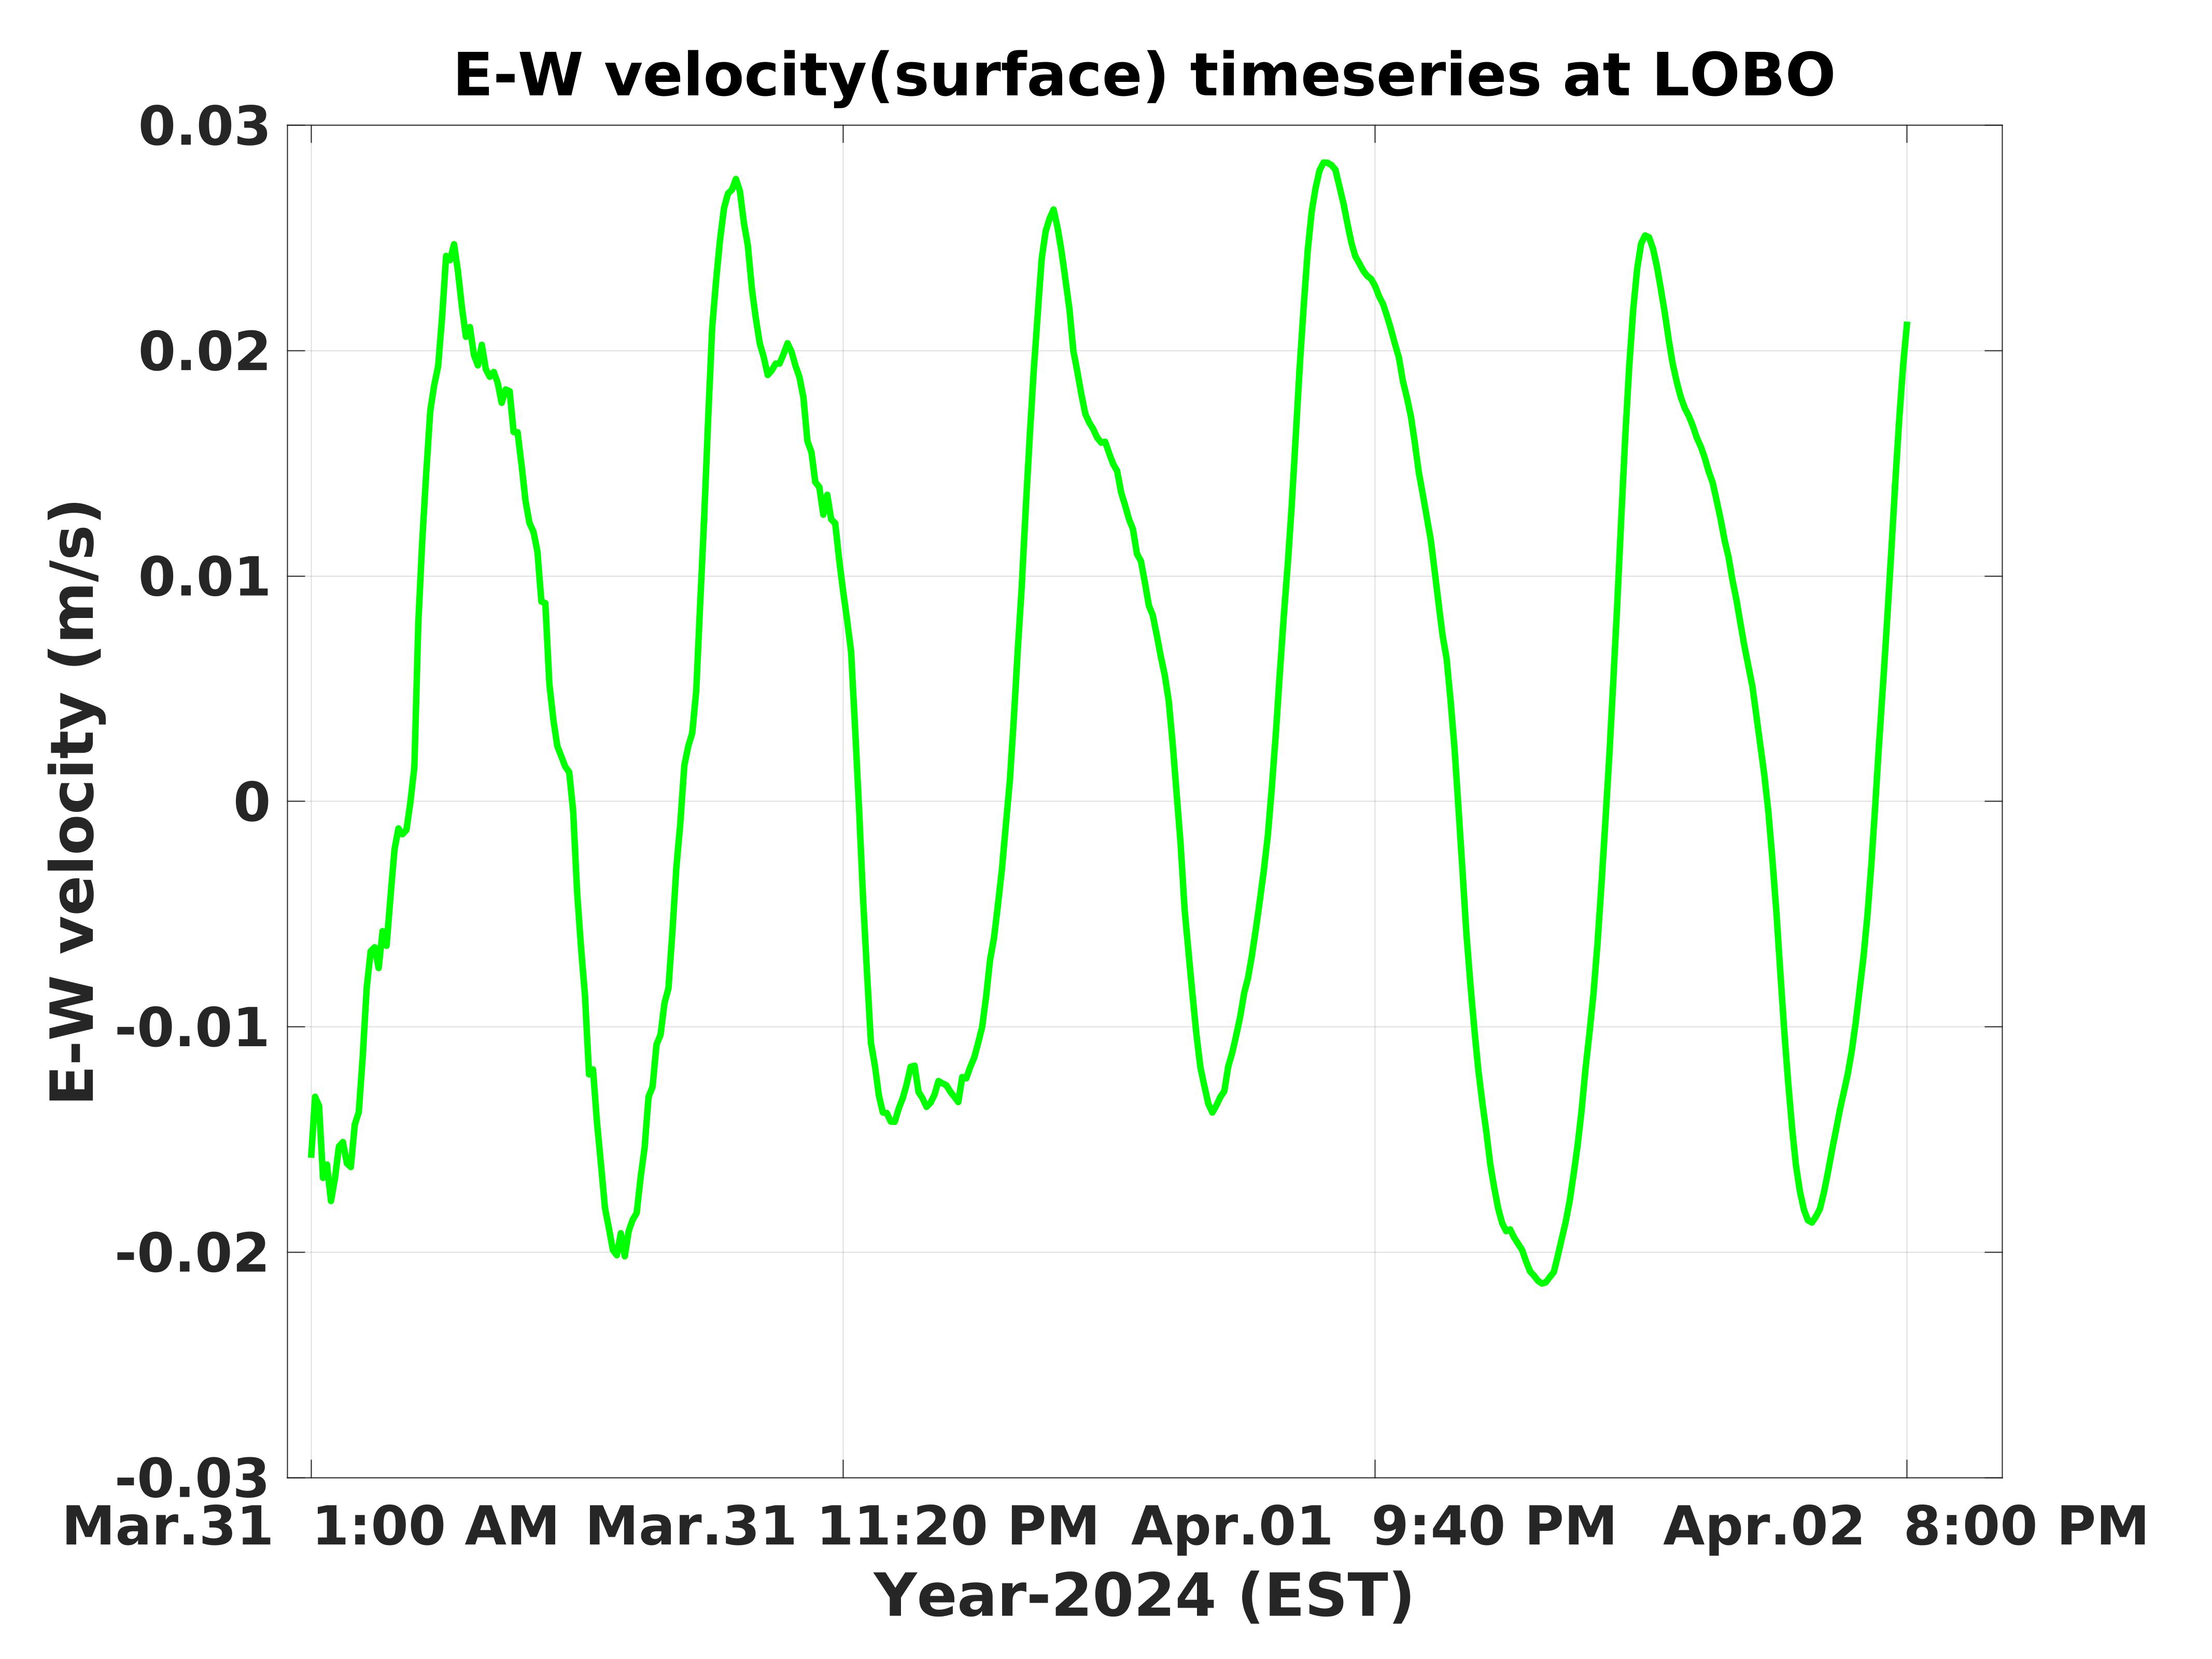 E-W velocity(surface) timeseries at LOBO
E-W velocity (m/s)
0.03
0.02
0.01
0
-0.01
-0.02
-0.03
Mar.31 1:00 AM Mar.31 11:20 PM Apr.01 9:40 PM Apr.02 8:00 PM
Year-2024 (EST)